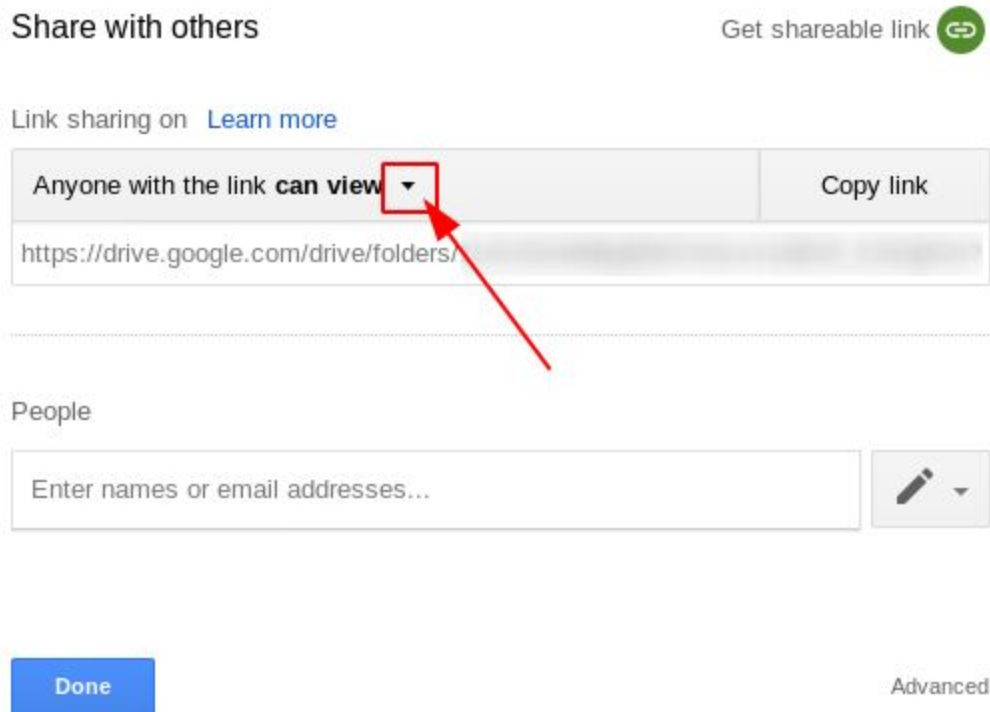 Share with others
Get shareable link
Link sharing on Learn more
Anyone with the link can view
Copy link
https://drive.google.com/drive/folders/
People
Enter names or email addresses...
Done
Advanced